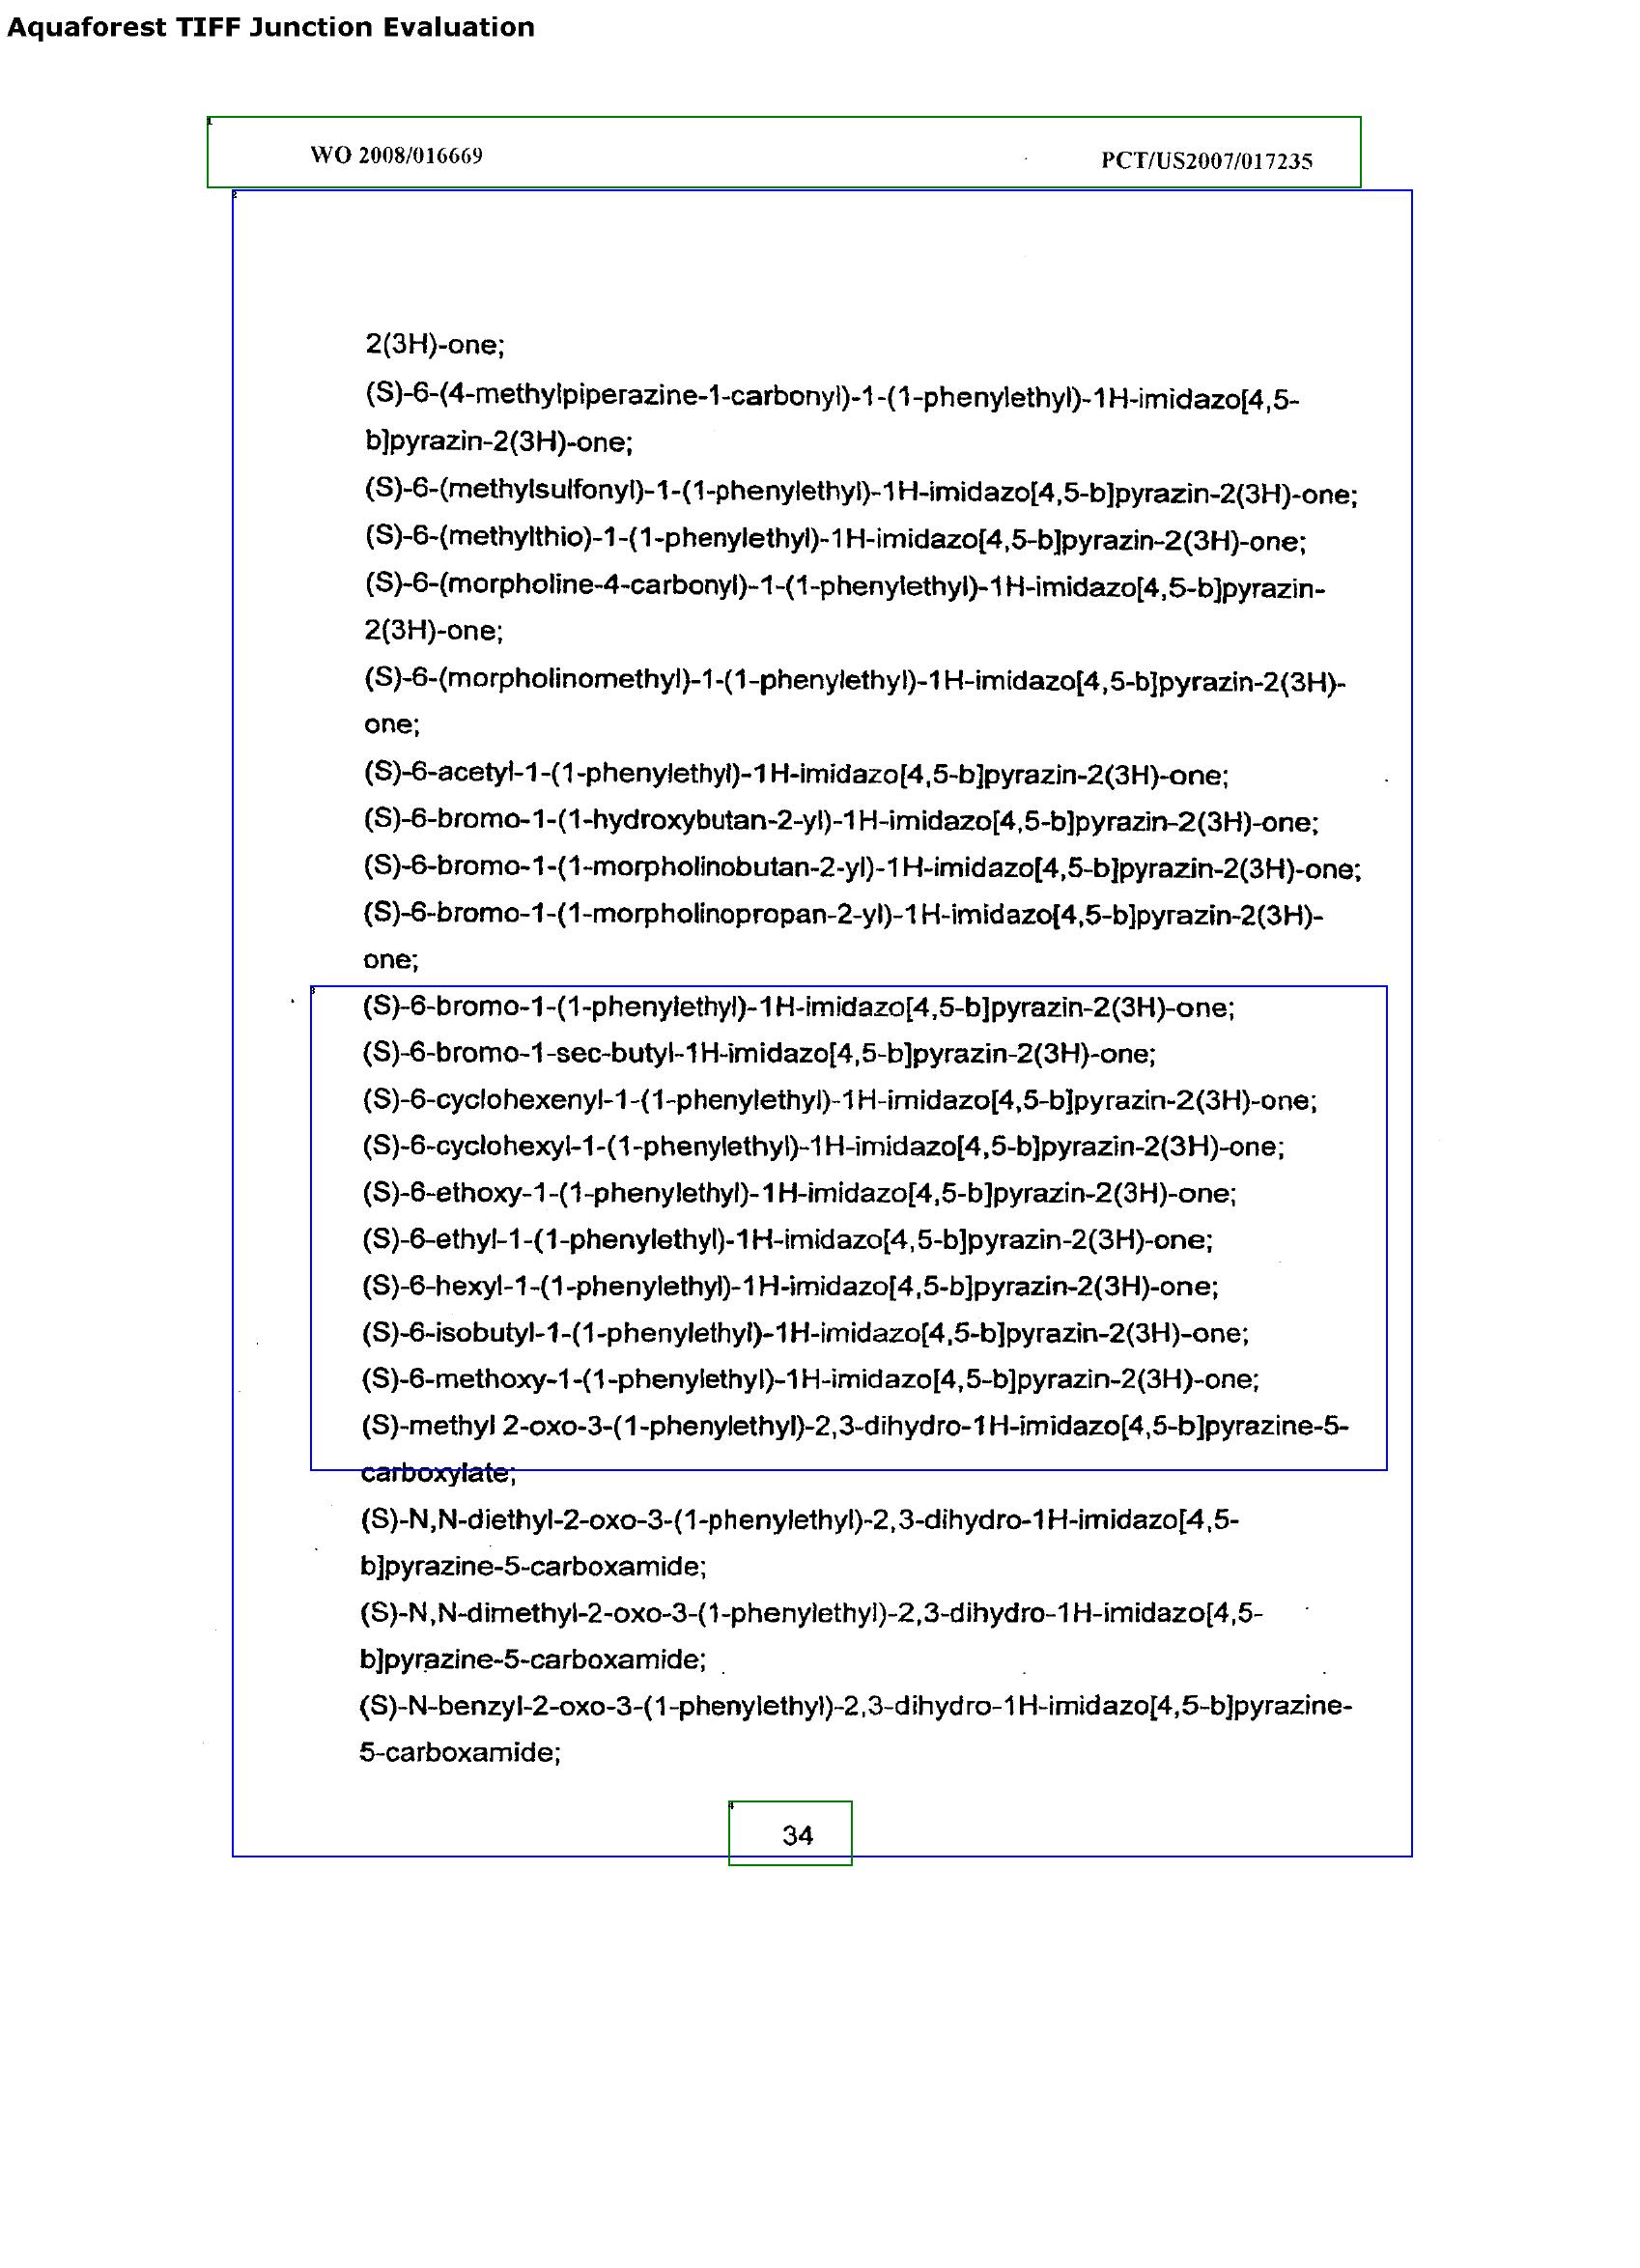 Aquaforest TIFF Junction Evaluation
WO 2008/016669 PCT/US2007/017235
2(3H)-one;
(S)-6-(4-methylpiperazine-1-carbonyl)-1-(1-phenylethyl)-1H-imidazo[4,5-
b]pyrazin-2(3H)-one;
(S)-6-(methylsulfonyl)-1-(1-phenylethyl)-1H-imidazo[4,5-b]pyrazin-2(3H)-one;
(S)-6-(methylthio)-1-(1-phenylethyl)-1H-imidazo[4,5-b]pyrazin-2(3H)-one;
(S)-6-(morpholine-4-carbonyl)-1-(1-phenylethyl)-1H-imidazo[4,5-b]pyrazin-
2(3H)-one;
(S)-6-(morpholinomethyl)-1-(1-phenylethyl)-1H-imidazo[4,5-b]pyrazin-2(3H)-
one;
(S)-6-acetyl-1-(1-phenylethyl)-1H-imidazo[4,5-b]pyrazin-2(3H)-one;
(S)-6-bromo-1-(1-hydroxybutan-2-yl)-1H-imidazo[4,5-b]pyrazin-2(3H)-one;
(S)-6-bromo-1-(1-morpholinobutan-2-yl)-1H-imidazo[4,5-b]pyrazin-2(3H)-one;
(S)-6-bromo-1-(1-morpholinopropan-2-yl)-1H-imidazo[4,5-b]pyrazin-2(3H)-
one;
(S)-6-bromo-1-(1-phenylethyl)-1H-imidazo[4,5-b]pyrazin-2(3H)-one;
(S)-6-bromo-1-sec-butyl-1H-imidazo[4,5-b]pyrazin-2(3H)-one;
(S)-6-cyclohexenyl-1-(1-phenylethyl)-1H-imidazo[4,5-b]pyrazin-2(3H)-one;
(S)-6-cyclohexyl-1-(1-phenylethyl)-1H-imidazo[4,5-b]pyrazin-2(3H)-one;
(S)-6-ethoxy-1-(1-phenylethyl)-1H-imidazo[4,5-b]pyrazin-2(3H)-one;
(S)-6-ethyl-1-(1-phenylethyl)-1H-imidazo[4,5-b]pyrazin-2(3H)-one;
(S)-6-hexyl-1-(1-phenylethyl)-1H-imidazo[4,5-b]pyrazin-2(3H)-one;
(S)-6-isobutyl-1-(1-phenylethyl)-1H-imidazo[4,5-b]pyrazin-2(3H)-one;
(S)-6-methoxy-1-(1-phenylethyl)-1H-imidazo[4,5-b]pyrazin-2(3H)-one;
(S)-methyl 2-oxo-3-(1-phenylethyl)-2,3-dihydro-1H-imidazo[4,5-b]pyrazine-5-
carboxylate;
(S)-N,N-diethyl-2-oxo-3-(1-phenylethyl)-2,3-dihydro-1H-imidazo[4,5-
b]pyrazine-5-carboxamide;
(S)-N,N-dimethyl-2-oxo-3-(1-phenylethyl)-2,3-dihydro-1H-imidazo[4,5-
b]pyrazine-5-carboxamide;
(S)-N-benzyl-2-oxo-3-(1-phenylethyl)-2,3-dihydro-1H-imidazo[4,5-b]pyrazine-
5-carboxamide;
34